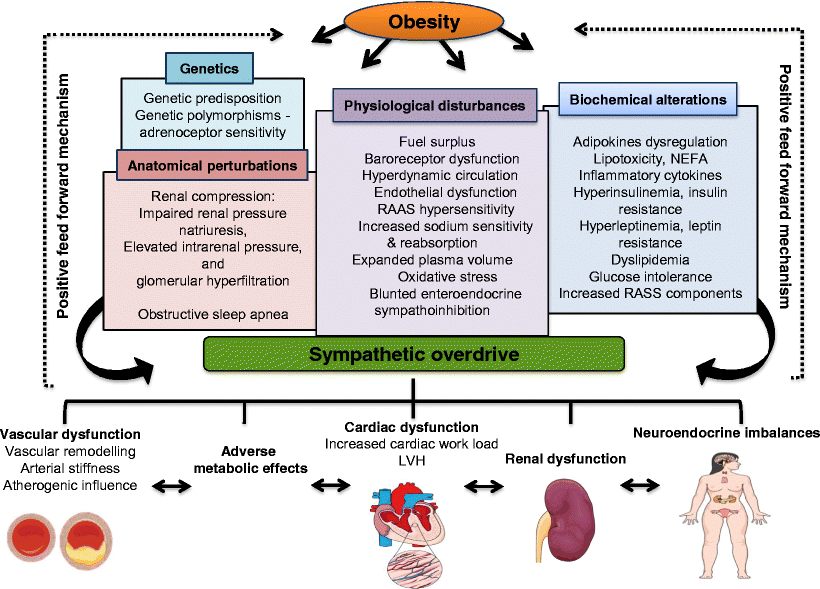 Obesity
Positive feed forward mechanism
Genetics
Genetic predisposition
Genetic polymorphisms -
adrenoceptor sensitivity
Anatomical perturbations
Renal compression:
Impaired renal pressure
natriuresis,
Elevated intrarenal pressure,
and
glomerular hyperfiltration
Obstructive sleep apnea
Physiological disturbances
Fuel surplus
Baroreceptor dysfunction
Hyperdynamic circulation
Endothelial dysfunction
RAAS hypersensitivity
Increased sodium sensitivity
& reabsorption
Expanded plasma volume
Oxidative stress
Blunted enteroendocrine
sympathoinhibition
Biochemical alterations
Adipokines dysregulation
Lipotoxicity, NEFA
Inflammatory cytokines
Hyperinsulinemia, insulin
resistance
Hyperleptinemia, leptin
resistance
Dyslipidemia
Glucose intolerance
Increased RASS components
Positive feed forward mechanism
Sympathetic overdrive
Vascular dysfunction
Vascular remodelling
Arterial stiffness
Atherogenic influence
Adverse
metabolic effects
Cardiac dysfunction
Increased cardiac work load
LVH
Renal dysfunction
Neuroendocrine imbalances